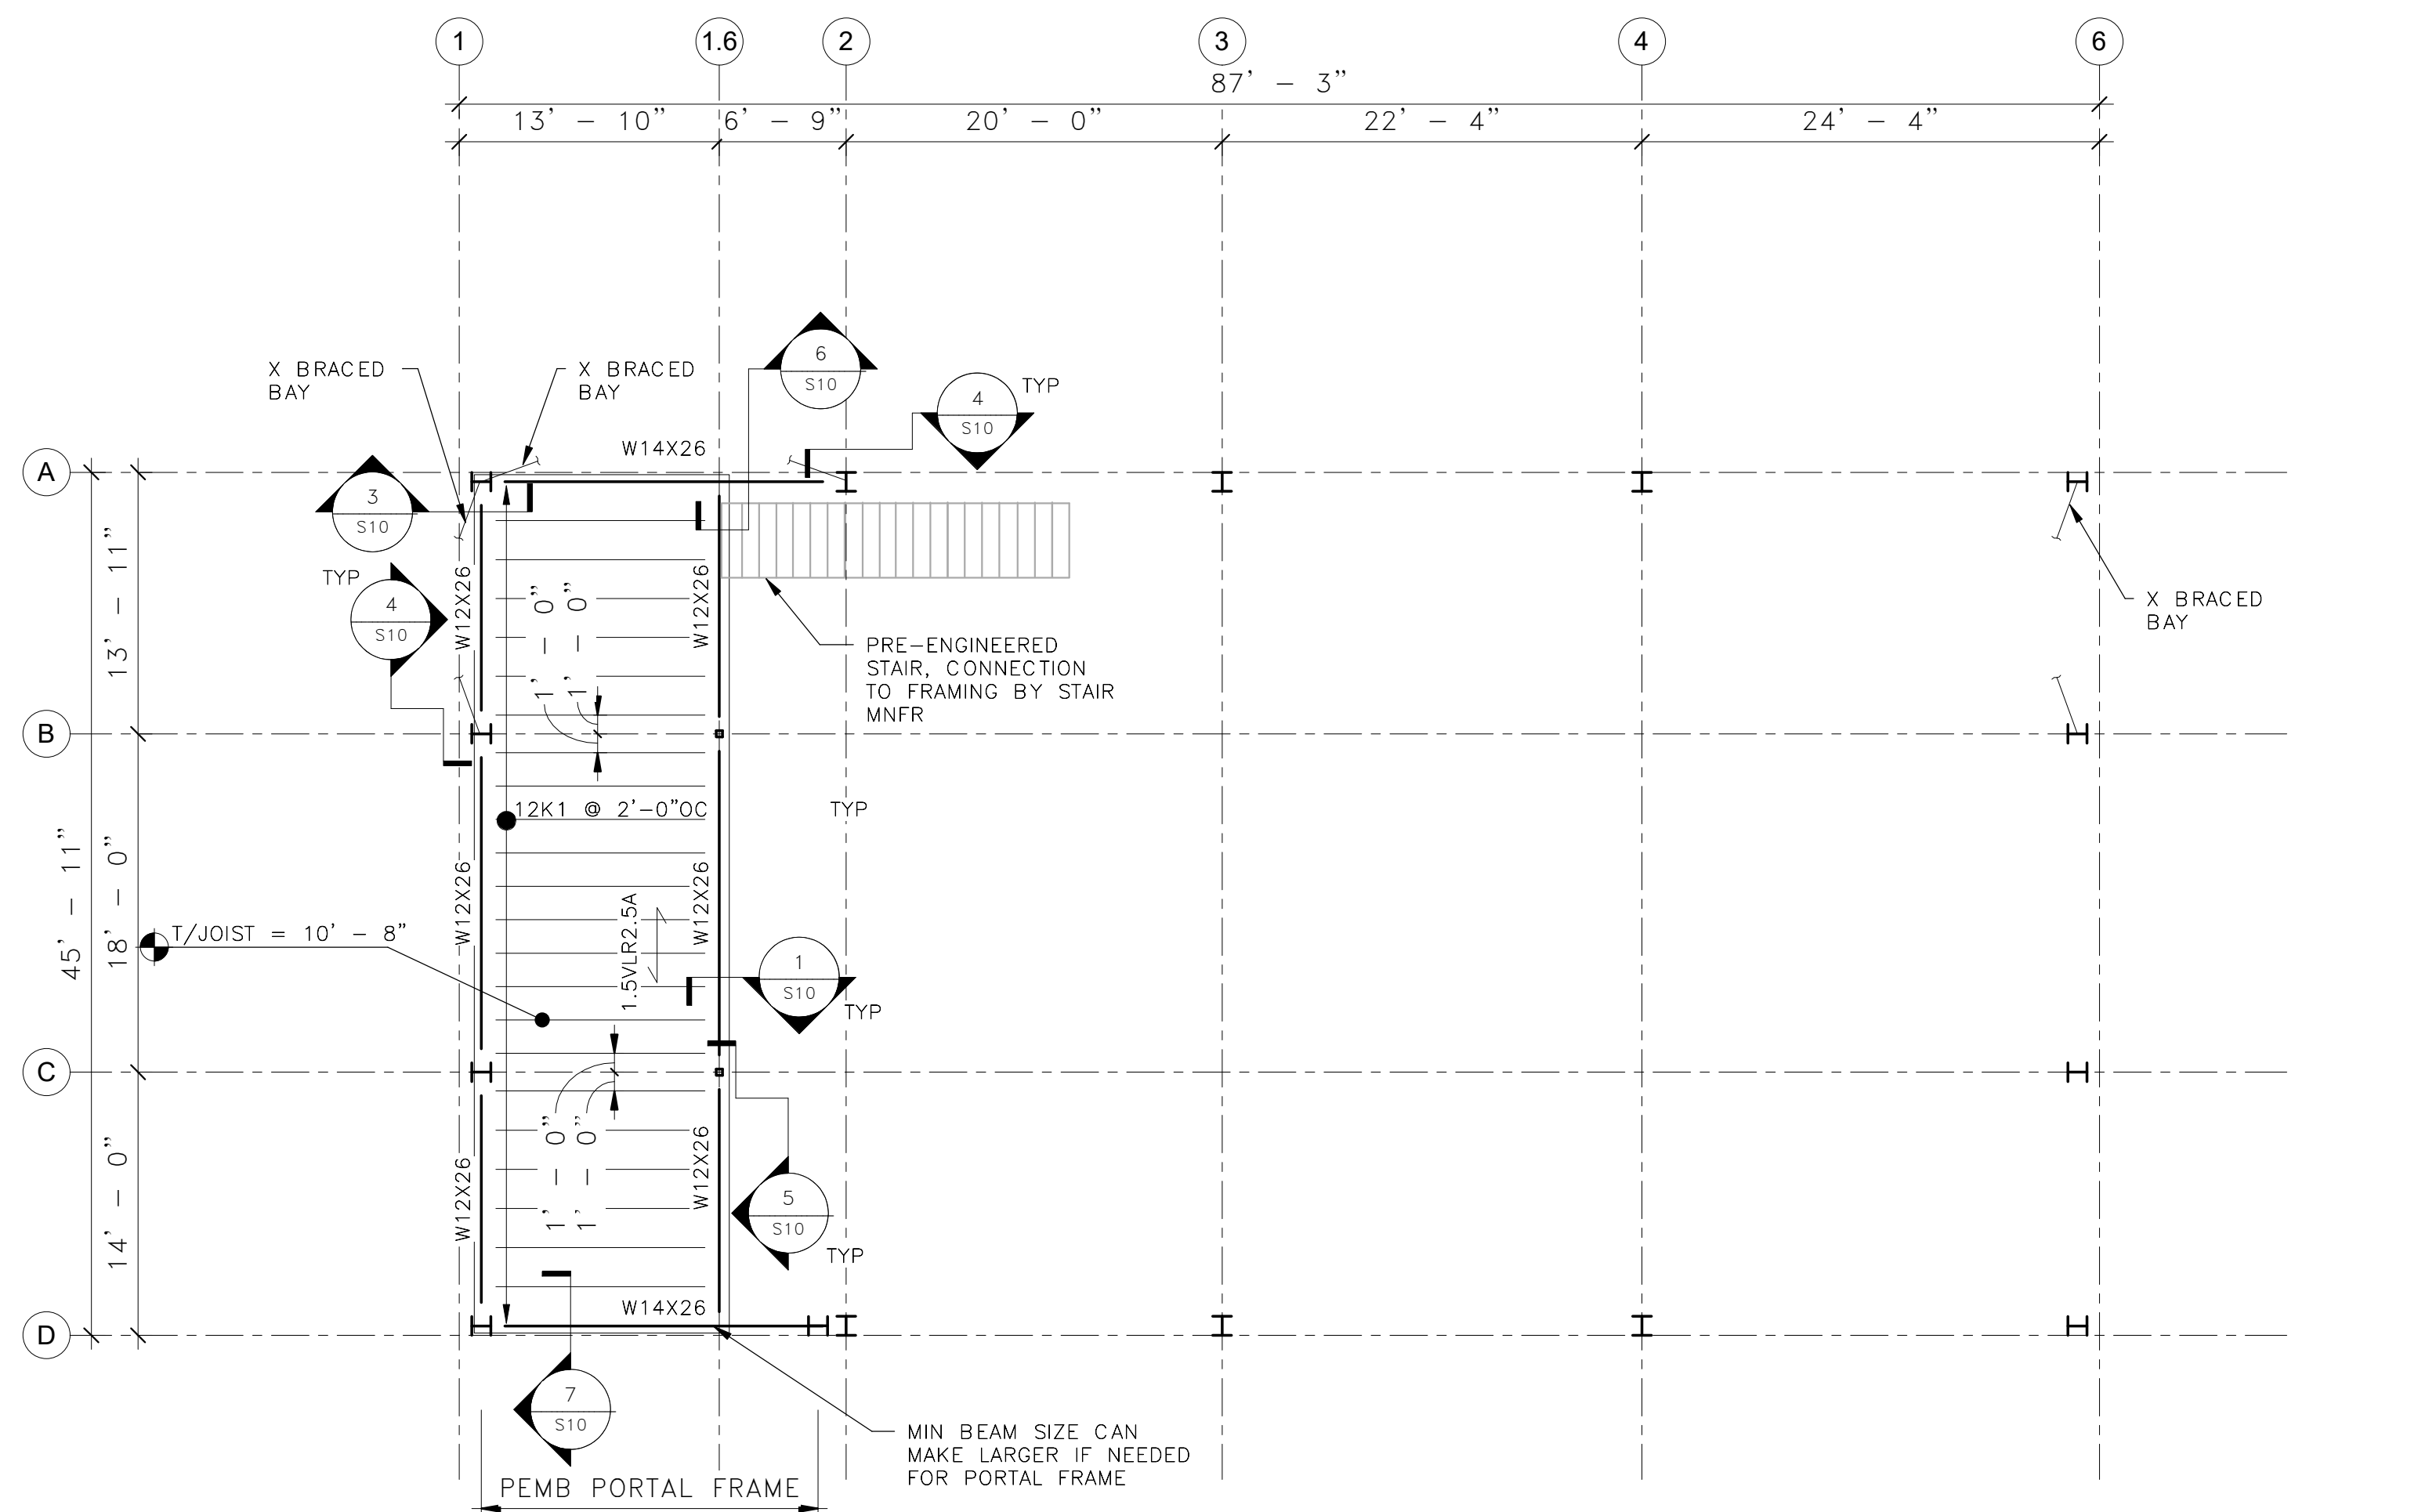 1
1.6
2
3
4
6
87’ – 3”
13’ – 10”
6’ – 9”
20’ – 0”
22’ – 4”
24’ – 4”
X BRACED
BAY
X BRACED
BAY
6
S10
4
S10
TYP
W14X26
A
3
S10
TYP
4
S10
13’ – 11”
W12X26
1’ – 0”
1’ – 0”
W12X26
X BRACED
BAY
PRE–ENGINEERED
STAIR, CONNECTION
TO FRAMING BY STAIR
MNFR
B
12K1 @ 2’–0”OC
TYP
45’ – 11”
18’ – 0”
W12X26
1.5VLR2.5A
W12X26
T/JOIST = 10’ – 8”
1
S10
TYP
C
14’ – 0”
W12X26
1’ – 0”
1’ – 0”
W12X26
5
S10
TYP
W14X26
D
7
S10
MIN BEAM SIZE CAN
MAKE LARGER IF NEEDED
FOR PORTAL FRAME
PEMB PORTAL FRAME